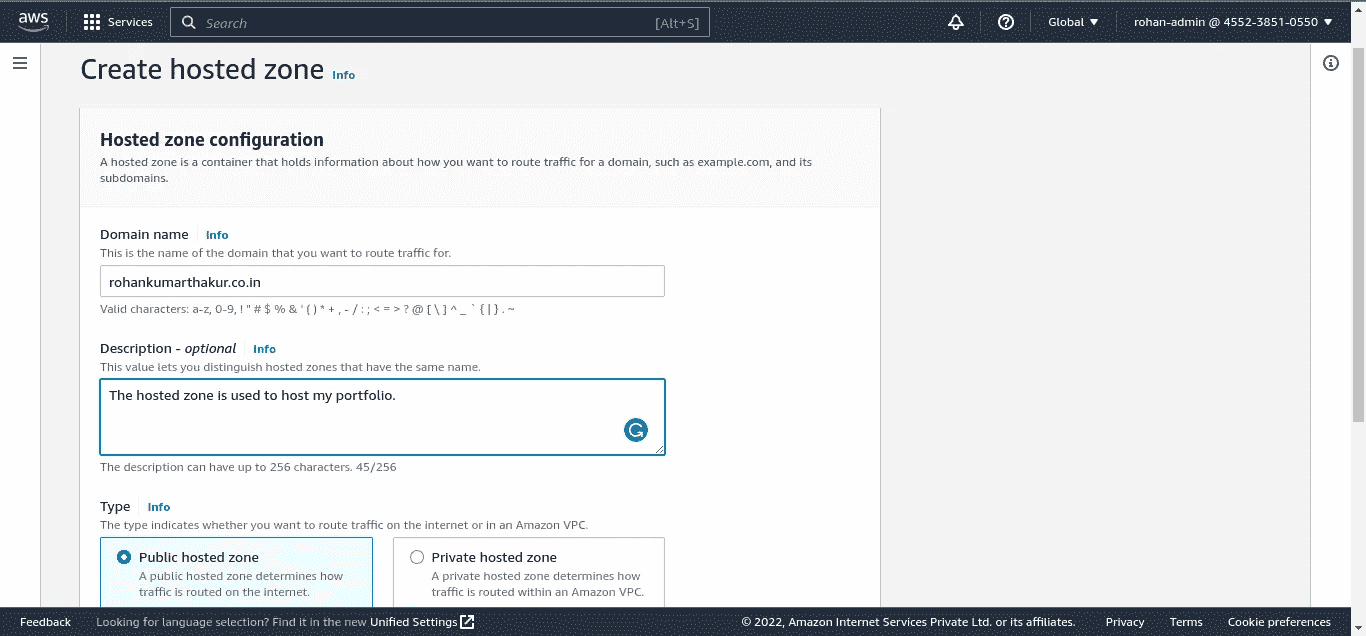 aws
Services
Search
[Alt+S]
Global
rohan-admin @ 4552-3851-0550
Create hosted zone Info
Hosted zone configuration
A hosted zone is a container that holds information about how you want to route traffic for a domain, such as example.com, and its
subdomains.
Domain name Info
This is the name of the domain that you want to route traffic for.
rohankumarthakur.co.in
Valid characters: a-z, 0-9, ! " # $ % & ' ( ) * + , - / : ; < = > ? @ [ \ ] ^ _ ` { | } . ~
Description - optional Info
This value lets you distinguish hosted zones that have the same name.
The hosted zone is used to host my portfolio.
The description can have up to 256 characters. 45/256
Type Info
The type indicates whether you want to route traffic on the internet or in an Amazon VPC.
Public hosted zone
A public hosted zone determines how
traffic is routed on the internet.
Private hosted zone
A private hosted zone determines how
traffic is routed within an Amazon VPC.
Feedback
Looking for language selection? Find it in the new Unified Settings
© 2022, Amazon Internet Services Private Ltd. or its affiliates.
Privacy
Terms
Cookie preferences